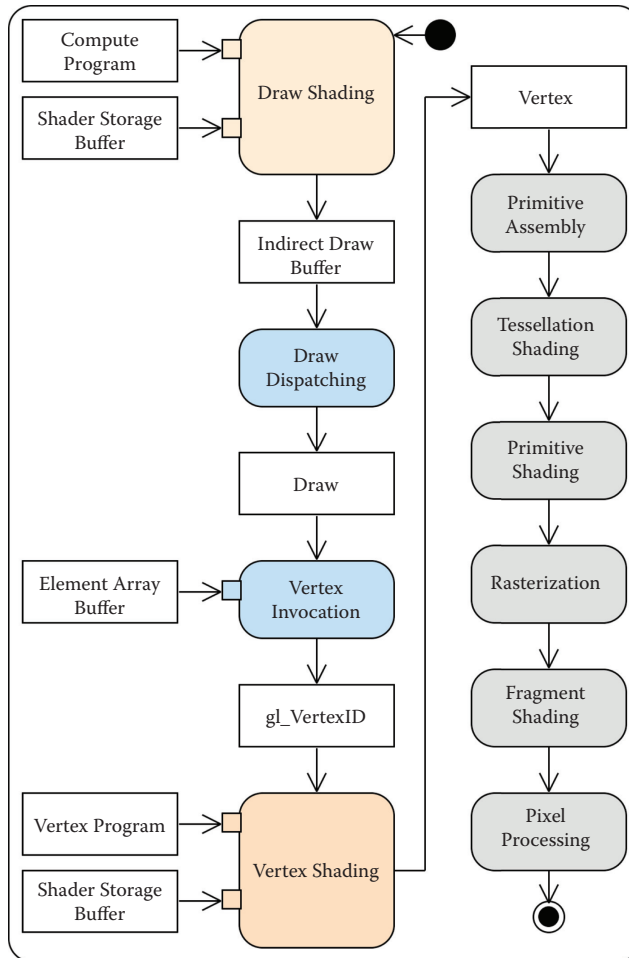 Compute
Program
Shader Storage
Buffer
Draw Shading
Indirect Draw
Buffer
Draw
Dispatching
Draw
Element Array
Buffer
Vertex
Invocation
gl_VertexID
Vertex Program
Shader Storage
Buffer
Vertex Shading
Vertex
Primitive
Assembly
Tessellation
Shading
Primitive
Shading
Rasterization
Fragment
Shading
Pixel
Processing